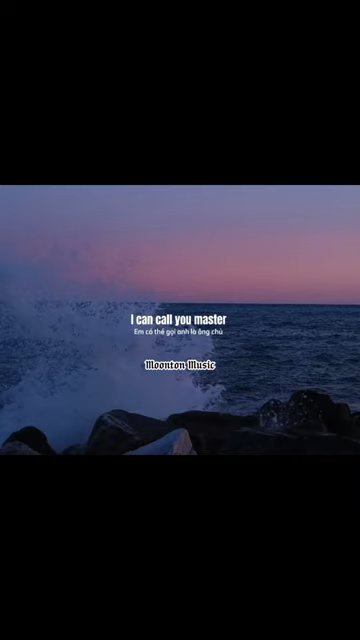 I can call you master
Em có thể gọi anh là ông chủ
Moonton Music